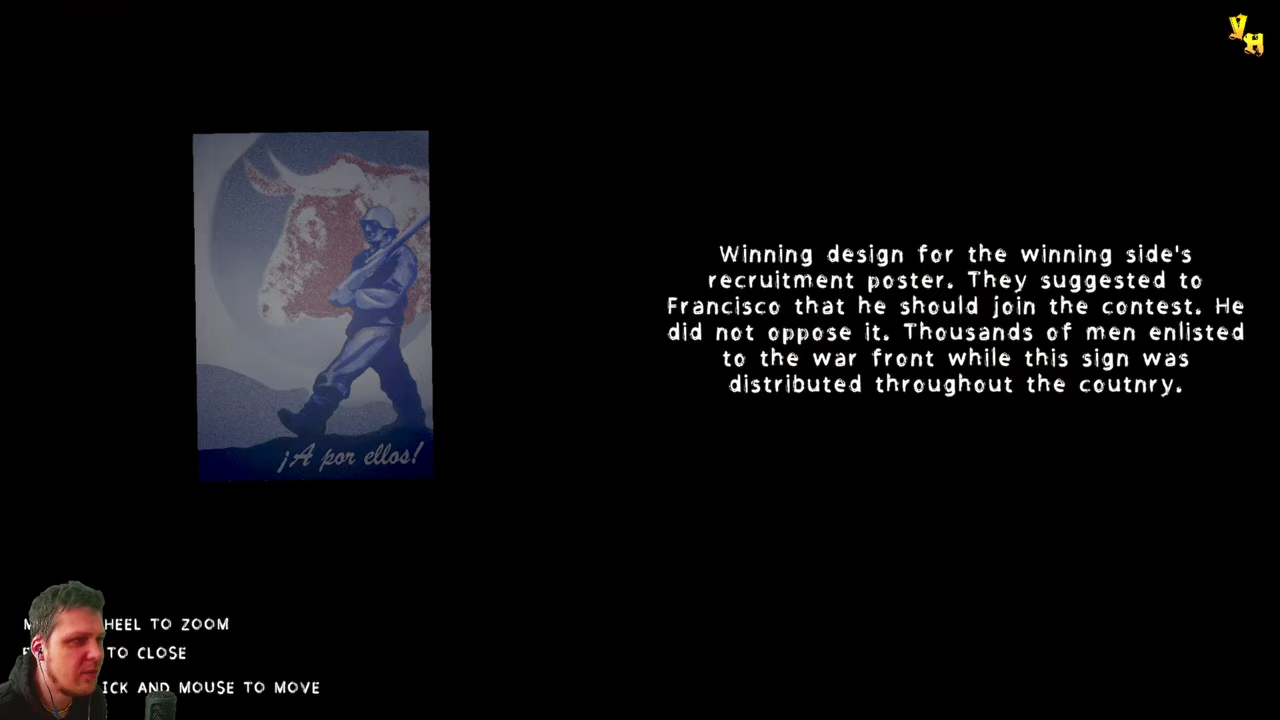 YH
¡A por ellos!
Winning design for the winning side's
recruitment poster. They suggested to
Francisco that he should join the contest. He
did not oppose it. Thousands of men enlisted
to the war front while this sign was
distributed throughout the coutnry.
HEEL TO ZOOM
TO CLOSE
ICK AND MOUSE TO MOVE